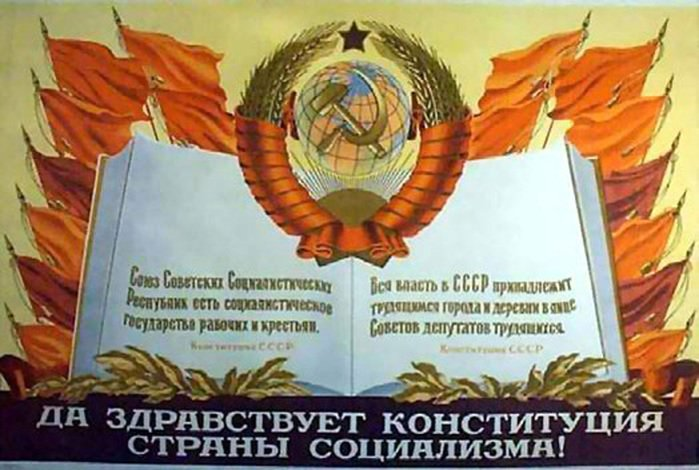 Союз Советских Социалистических
Республик есть социалистическое
государство рабочих и крестьян.
Конституция СССР
Вся власть в СССР принадлежит
трудящимся города и деревни в лице
Советов депутатов трудящихся.
Конституция СССР
ДА ЗДРАВСТВУЕТ КОНСТИТУЦИЯ
СТРАНЫ СОЦИАЛИЗМА!